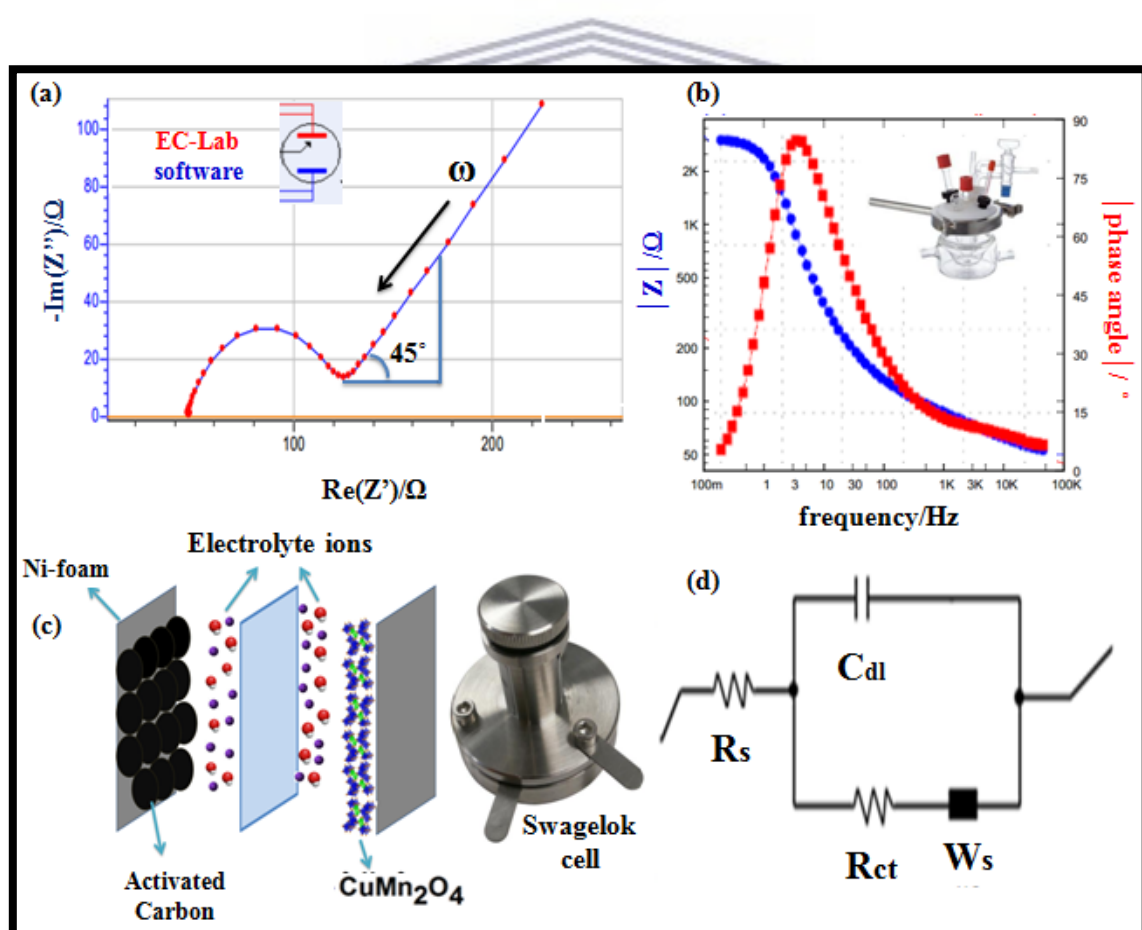 (a)
EC-Lab
software
ω
45°
-Im(Z")/Ω
100
80
60
40
20
0
100
200
Re(Z')/Ω
(b)
|Z|/Ω
2K
1K
500
200
100
50
100m
1
3
10
30
100
1K
3K
10K
100K
frequency/Hz
90
75
60
45
30
15
0
|phase angle|/°
(c)
Ni-foam
Electrolyte ions
Activated
Carbon
CuMn₂O₄
Swagelok
cell
(d)
Cdl
Rs
Rct
Ws